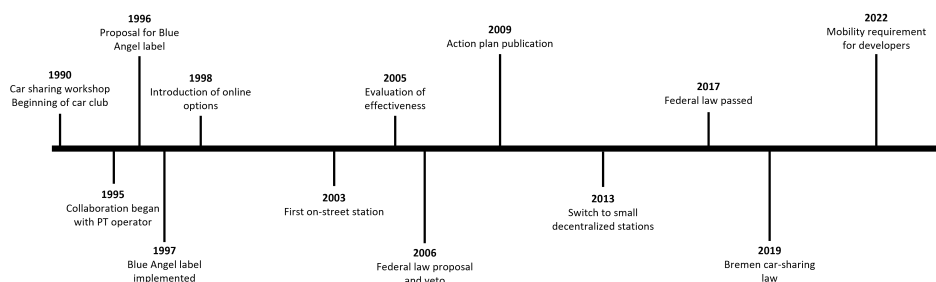 1990
Car sharing workshop
Beginning of car club
1995
Collaboration began
with PT operator
1996
Proposal for Blue
Angel label
1997
Blue Angel label
implemented
1998
Introduction of online
options
2003
First on-street station
2005
Evaluation of
effectiveness
2006
Federal law proposal
and veto
2009
Action plan publication
2013
Switch to small
decentralized stations
2017
Federal law passed
2019
Bremen car-sharing
law
2022
Mobility requirement
for developers